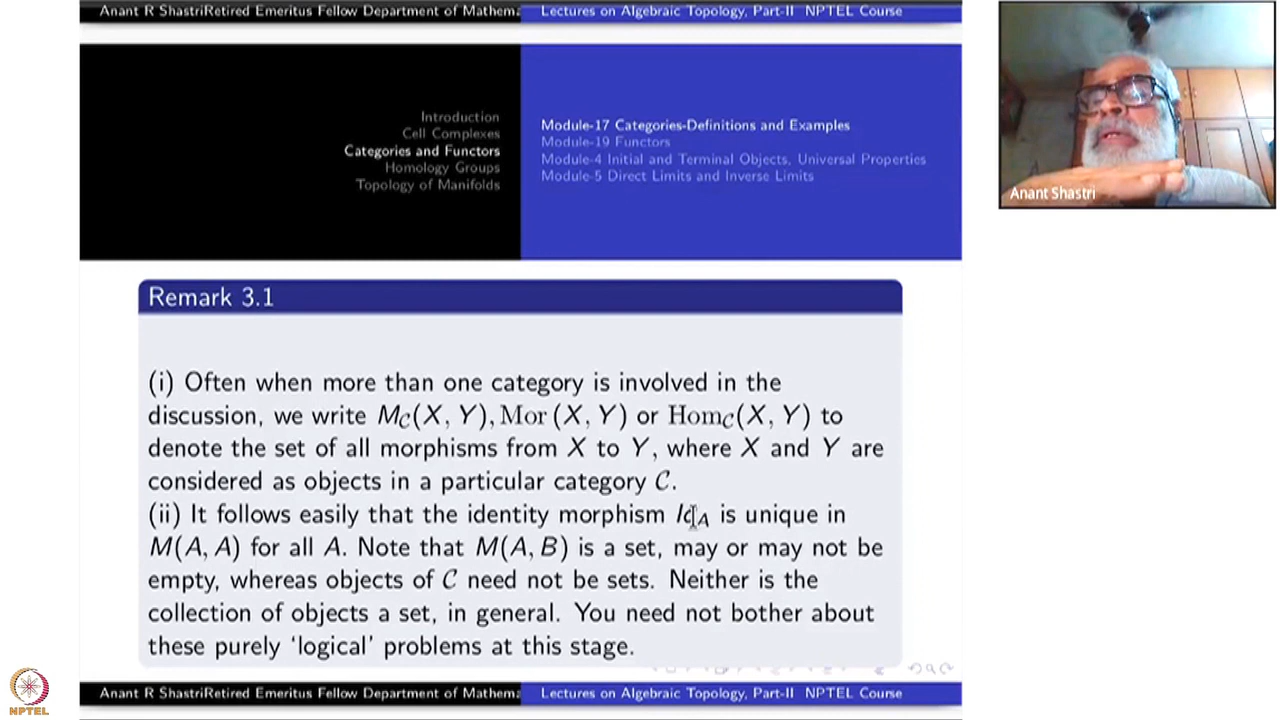 Anant R ShastriRetired Emeritus Fellow Department of Mathema
Lectures on Algebraic Topology, Part-II NPTEL Course
Introduction
Cell Complexes
Categories and Functors
Homology Groups
Topology of Manifolds
Module-17 Categories-Definitions and Examples
Module-19 Functors
Module-4 Initial and Terminal Objects, Universal Properties
Module-5 Direct Limits and Inverse Limits
Anant Shastri
Remark 3.1
(i) Often when more than one category is involved in the
discussion, we write M_C(X, Y), Mor (X, Y) or Hom_C(X, Y) to
denote the set of all morphisms from X to Y, where X and Y are
considered as objects in a particular category C.
(ii) It follows easily that the identity morphism Id_A is unique in
M(A, A) for all A. Note that M(A, B) is a set, may or may not be
empty, whereas objects of C need not be sets. Neither is the
collection of objects a set, in general. You need not bother about
these purely ‘logical’ problems at this stage.
Anant R ShastriRetired Emeritus Fellow Department of Mathema
Lectures on Algebraic Topology, Part-II NPTEL Course
NPTEL